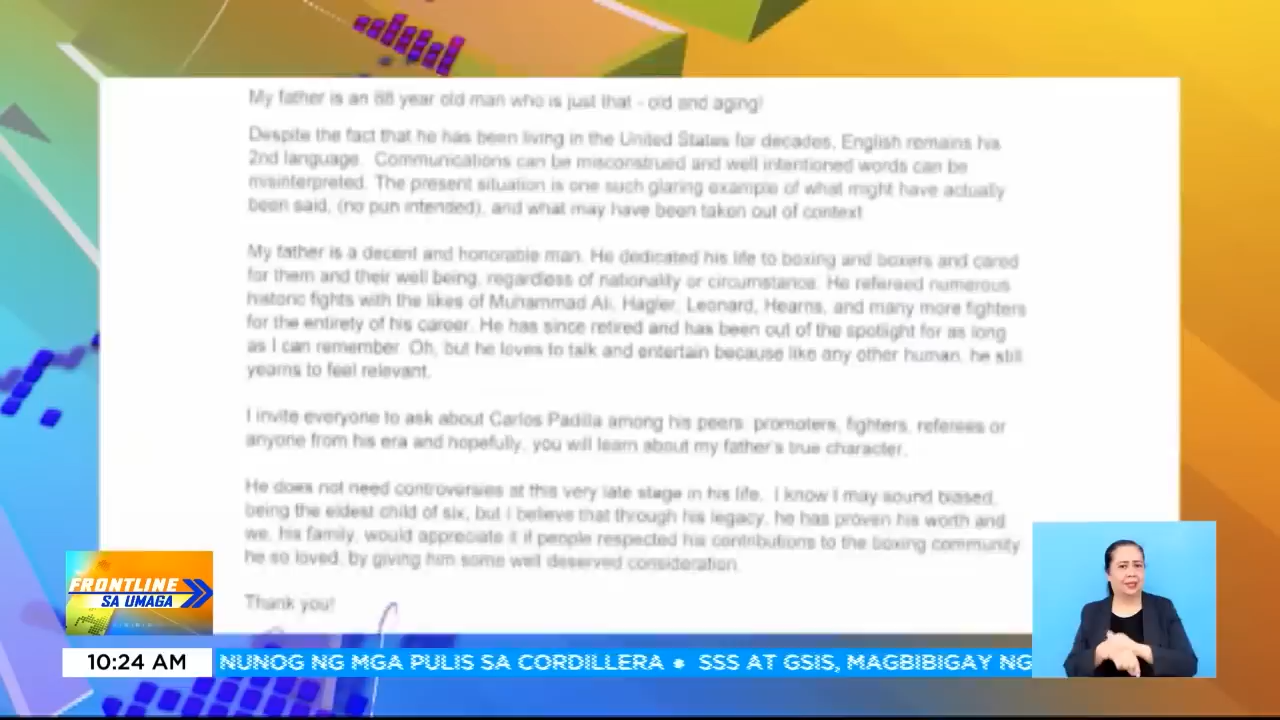 My father is an 88 year old man who is just that - old and aging!
Despite the fact that he has been living in the United States for decades, English remains his
2nd language. Communications can be misconstrued and well intentioned words can be
misinterpreted. The present situation is one such glaring example of what might have actually
been said, (no pun intended), and what may have been taken out of context
My father is a decent and honorable man. He dedicated his life to boxing and boxers and cared
for them and their well being, regardless of nationality or circumstance. He refereed numerous
historic fights with the likes of Muhammad Ali, Hagler, Leonard, Hearns, and many more fighters
for the entirety of his career. He has since retired and has been out of the spotlight for as long
as I can remember. Oh, but he loves to talk and entertain because like any other human, he still
yearns to feel relevant.
I invite everyone to ask about Carlos Padilla among his peers, promoters, fighters, referees or
anyone from his era and hopefully, you will learn about my father's true character.
He does not need controversies at this very late stage in his life. I know I may sound biased,
being the eldest child of six, but I believe that through his legacy, he has proven his worth and
we, his family, would appreciate it if people respected his contributions to the boxing community
he so loved, by giving him some well deserved consideration.
Thank you!
FRONTLINE
SA UMAGA
10:24 AM
NUNOG NG MGA PULIS SA CORDILLERA • SSS AT GSIS, MAGBIBIGAY NG